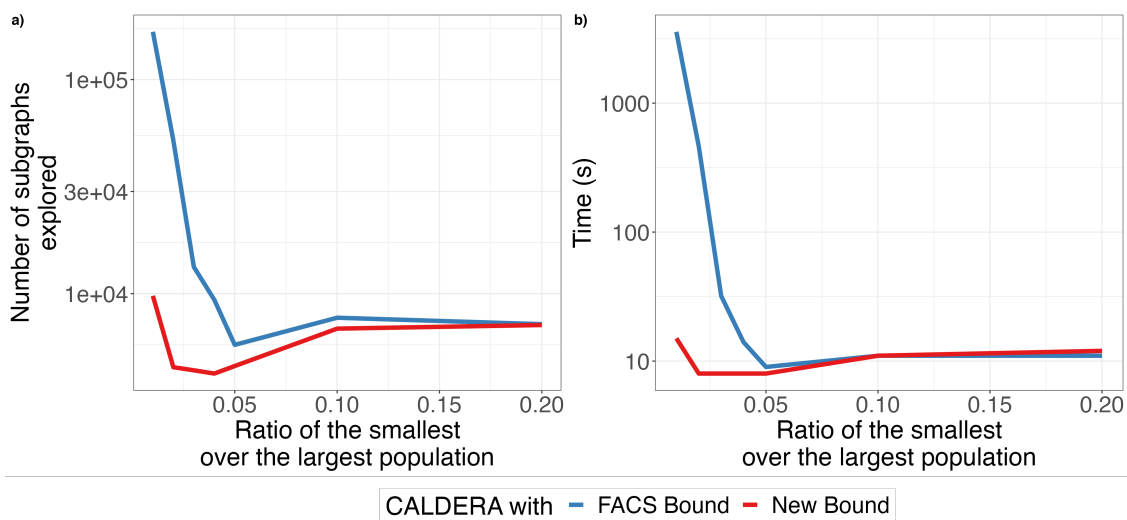 a)
Number of subgraphs
explored
1e+05
3e+04
1e+04
0.05 0.10 0.15 0.20
Ratio of the smallest
over the largest population
b)
Time (s)
1000
100
10
0.05 0.10 0.15 0.20
Ratio of the smallest
over the largest population
CALDERA with FACS Bound New Bound